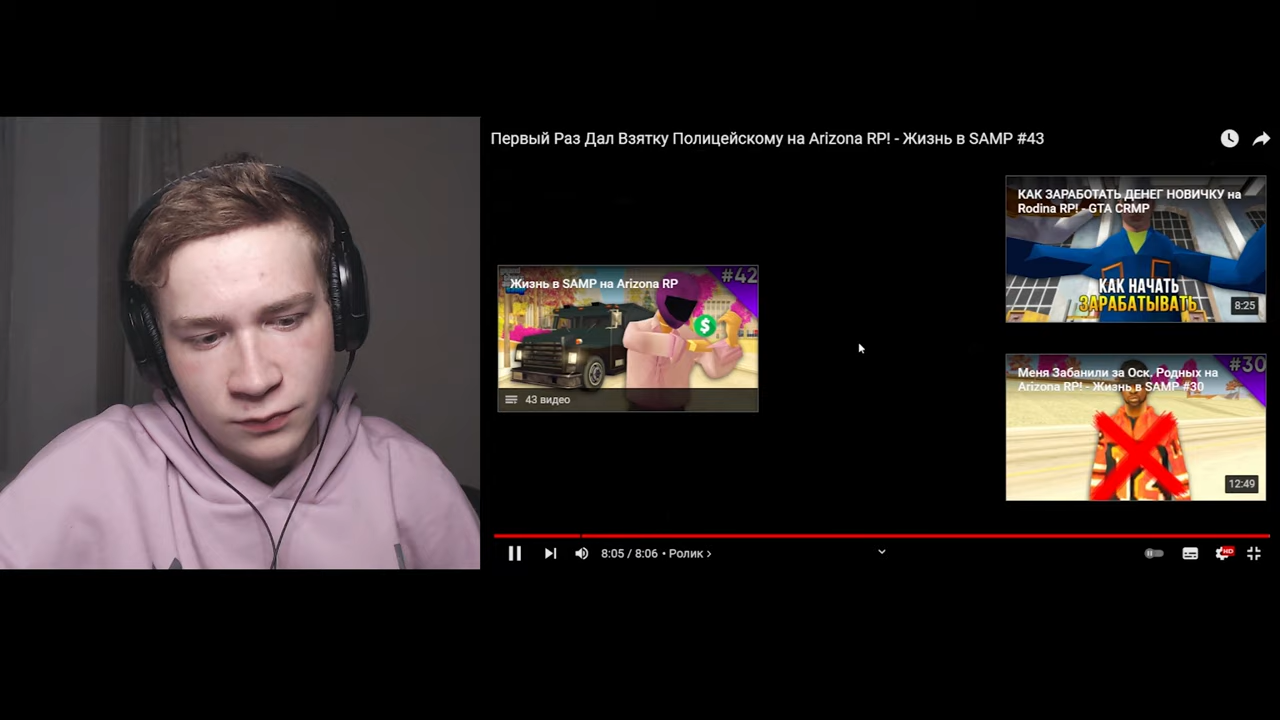 Первый Раз Дал Взятку Полицейскому на Arizona RP! - Жизнь в SAMP #43
КАК ЗАРАБОТАТЬ ДЕНЕГ НОВИЧКУ на
Rodina RP! - GTA CRMP
КАК НАЧАТЬ
ЗАРАБАТЫВАТЬ
8:25
#42
Жизнь в SAMP на Arizona RP
$
43 видео
#30
Меня Забанили за Оск. Родных на
Arizona RP! - Жизнь в SAMP #30
12:49
8:05 / 8:06 • Ролик >
HD